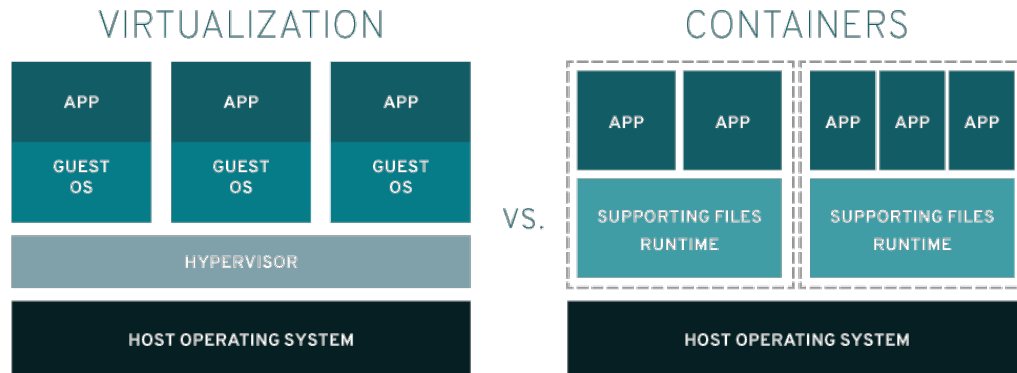 VIRTUALIZATION
APP
APP
APP
GUEST
OS
GUEST
OS
GUEST
OS
HYPERVISOR
HOST OPERATING SYSTEM
VS.
CONTAINERS
APP
APP
APP
APP
APP
SUPPORTING FILES
RUNTIME
SUPPORTING FILES
RUNTIME
HOST OPERATING SYSTEM